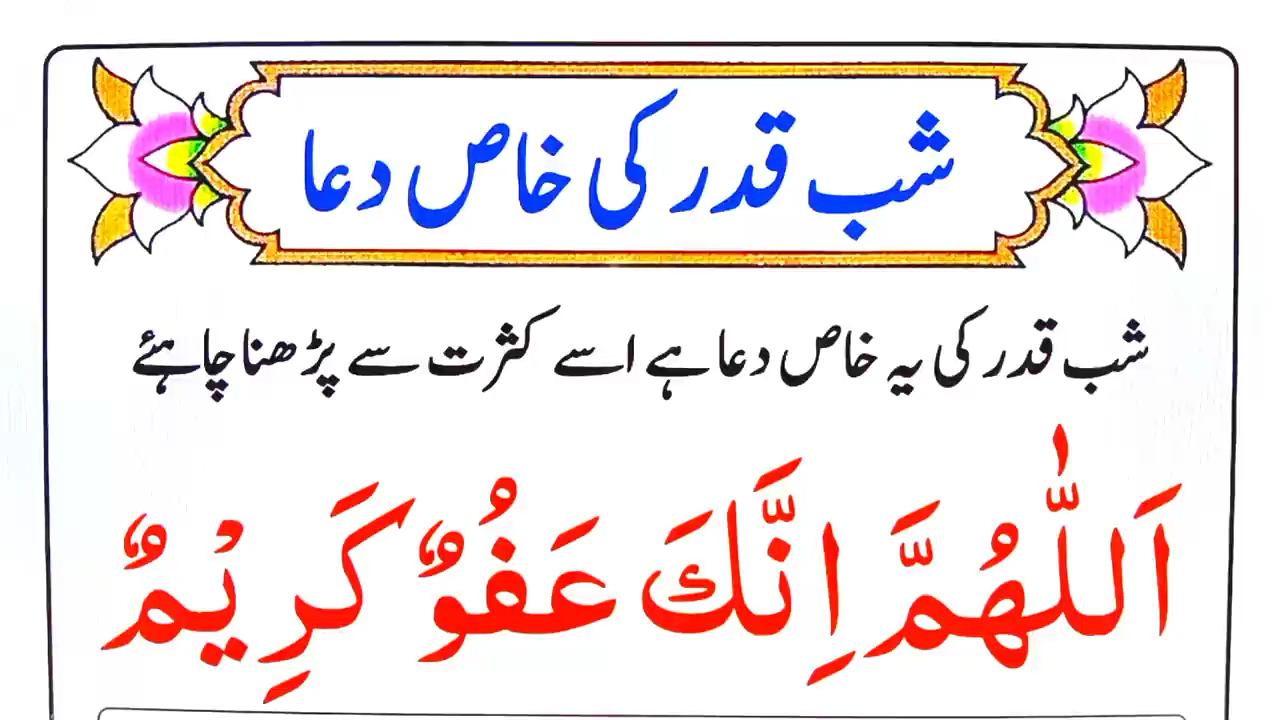 شب قدر کی خاص دعا
شب قدر کی یہ خاص دعا ہے اسے کثرت سے پڑھنا چاہئے
اَللّٰهُمَّ اِنَّكَ عَفُوٌّ كَرِيْمٌ